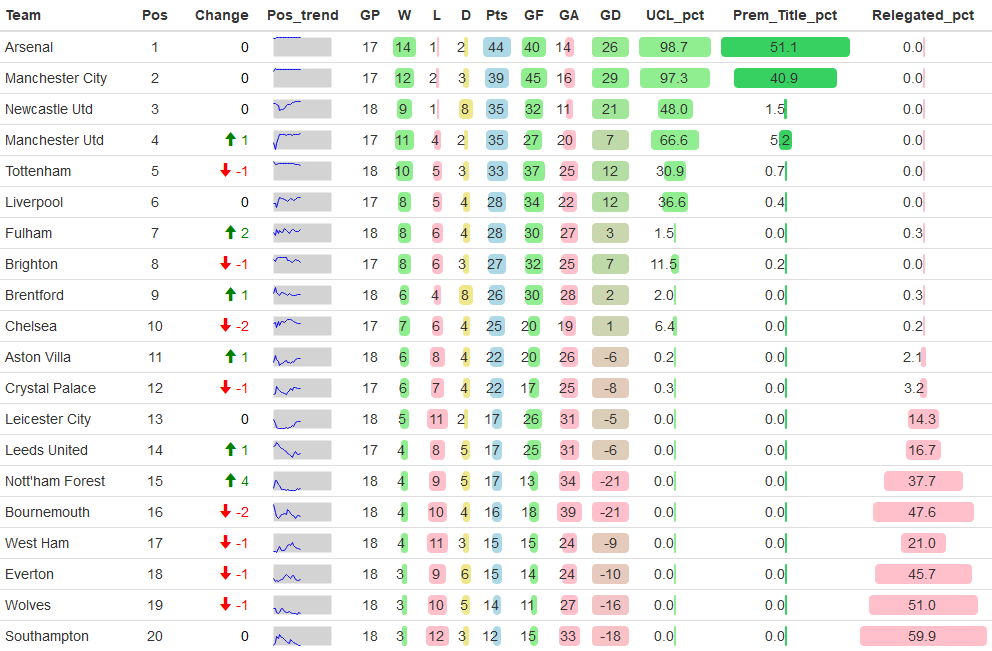 Team Pos Change Pos_trend GP W L D Pts GF GA GD UCL_pct Prem_Title_pct Relegated_pct
Arsenal 1 0 17 14 1 2 44 40 14 26 98.7 51.1 0.0
Manchester City 2 0 17 12 2 3 39 45 16 29 97.3 40.9 0.0
Newcastle Utd 3 0 18 9 1 8 35 32 11 21 48.0 1.5 0.0
Manchester Utd 4 1 17 11 4 2 35 27 20 7 66.6 5.2 0.0
Tottenham 5 -1 18 10 5 3 33 37 25 12 30.9 0.7 0.0
Liverpool 6 0 17 8 5 4 28 34 22 12 36.6 0.4 0.0
Fulham 7 2 18 8 6 4 28 30 27 3 1.5 0.0 0.3
Brighton 8 -1 17 8 6 3 27 32 25 7 11.5 0.2 0.0
Brentford 9 1 18 6 4 8 26 30 28 2 2.0 0.0 0.3
Chelsea 10 -2 17 7 6 4 25 20 19 1 6.4 0.0 0.2
Aston Villa 11 1 18 6 8 4 22 20 26 -6 0.2 0.0 2.1
Crystal Palace 12 -1 17 6 7 4 22 17 25 -8 0.3 0.0 3.2
Leicester City 13 0 18 5 11 2 17 26 31 -5 0.0 0.0 14.3
Leeds United 14 1 17 4 8 5 17 25 31 -6 0.0 0.0 16.7
Nott'ham Forest 15 4 18 4 9 5 17 13 34 -21 0.0 0.0 37.7
Bournemouth 16 -2 18 4 10 4 16 18 39 -21 0.0 0.0 47.6
West Ham 17 -1 18 4 11 3 15 15 24 -9 0.0 0.0 21.0
Everton 18 -1 18 3 9 6 15 14 24 -10 0.0 0.0 45.7
Wolves 19 -1 18 3 10 5 14 11 27 -16 0.0 0.0 51.0
Southampton 20 0 18 3 12 3 12 15 33 -18 0.0 0.0 59.9